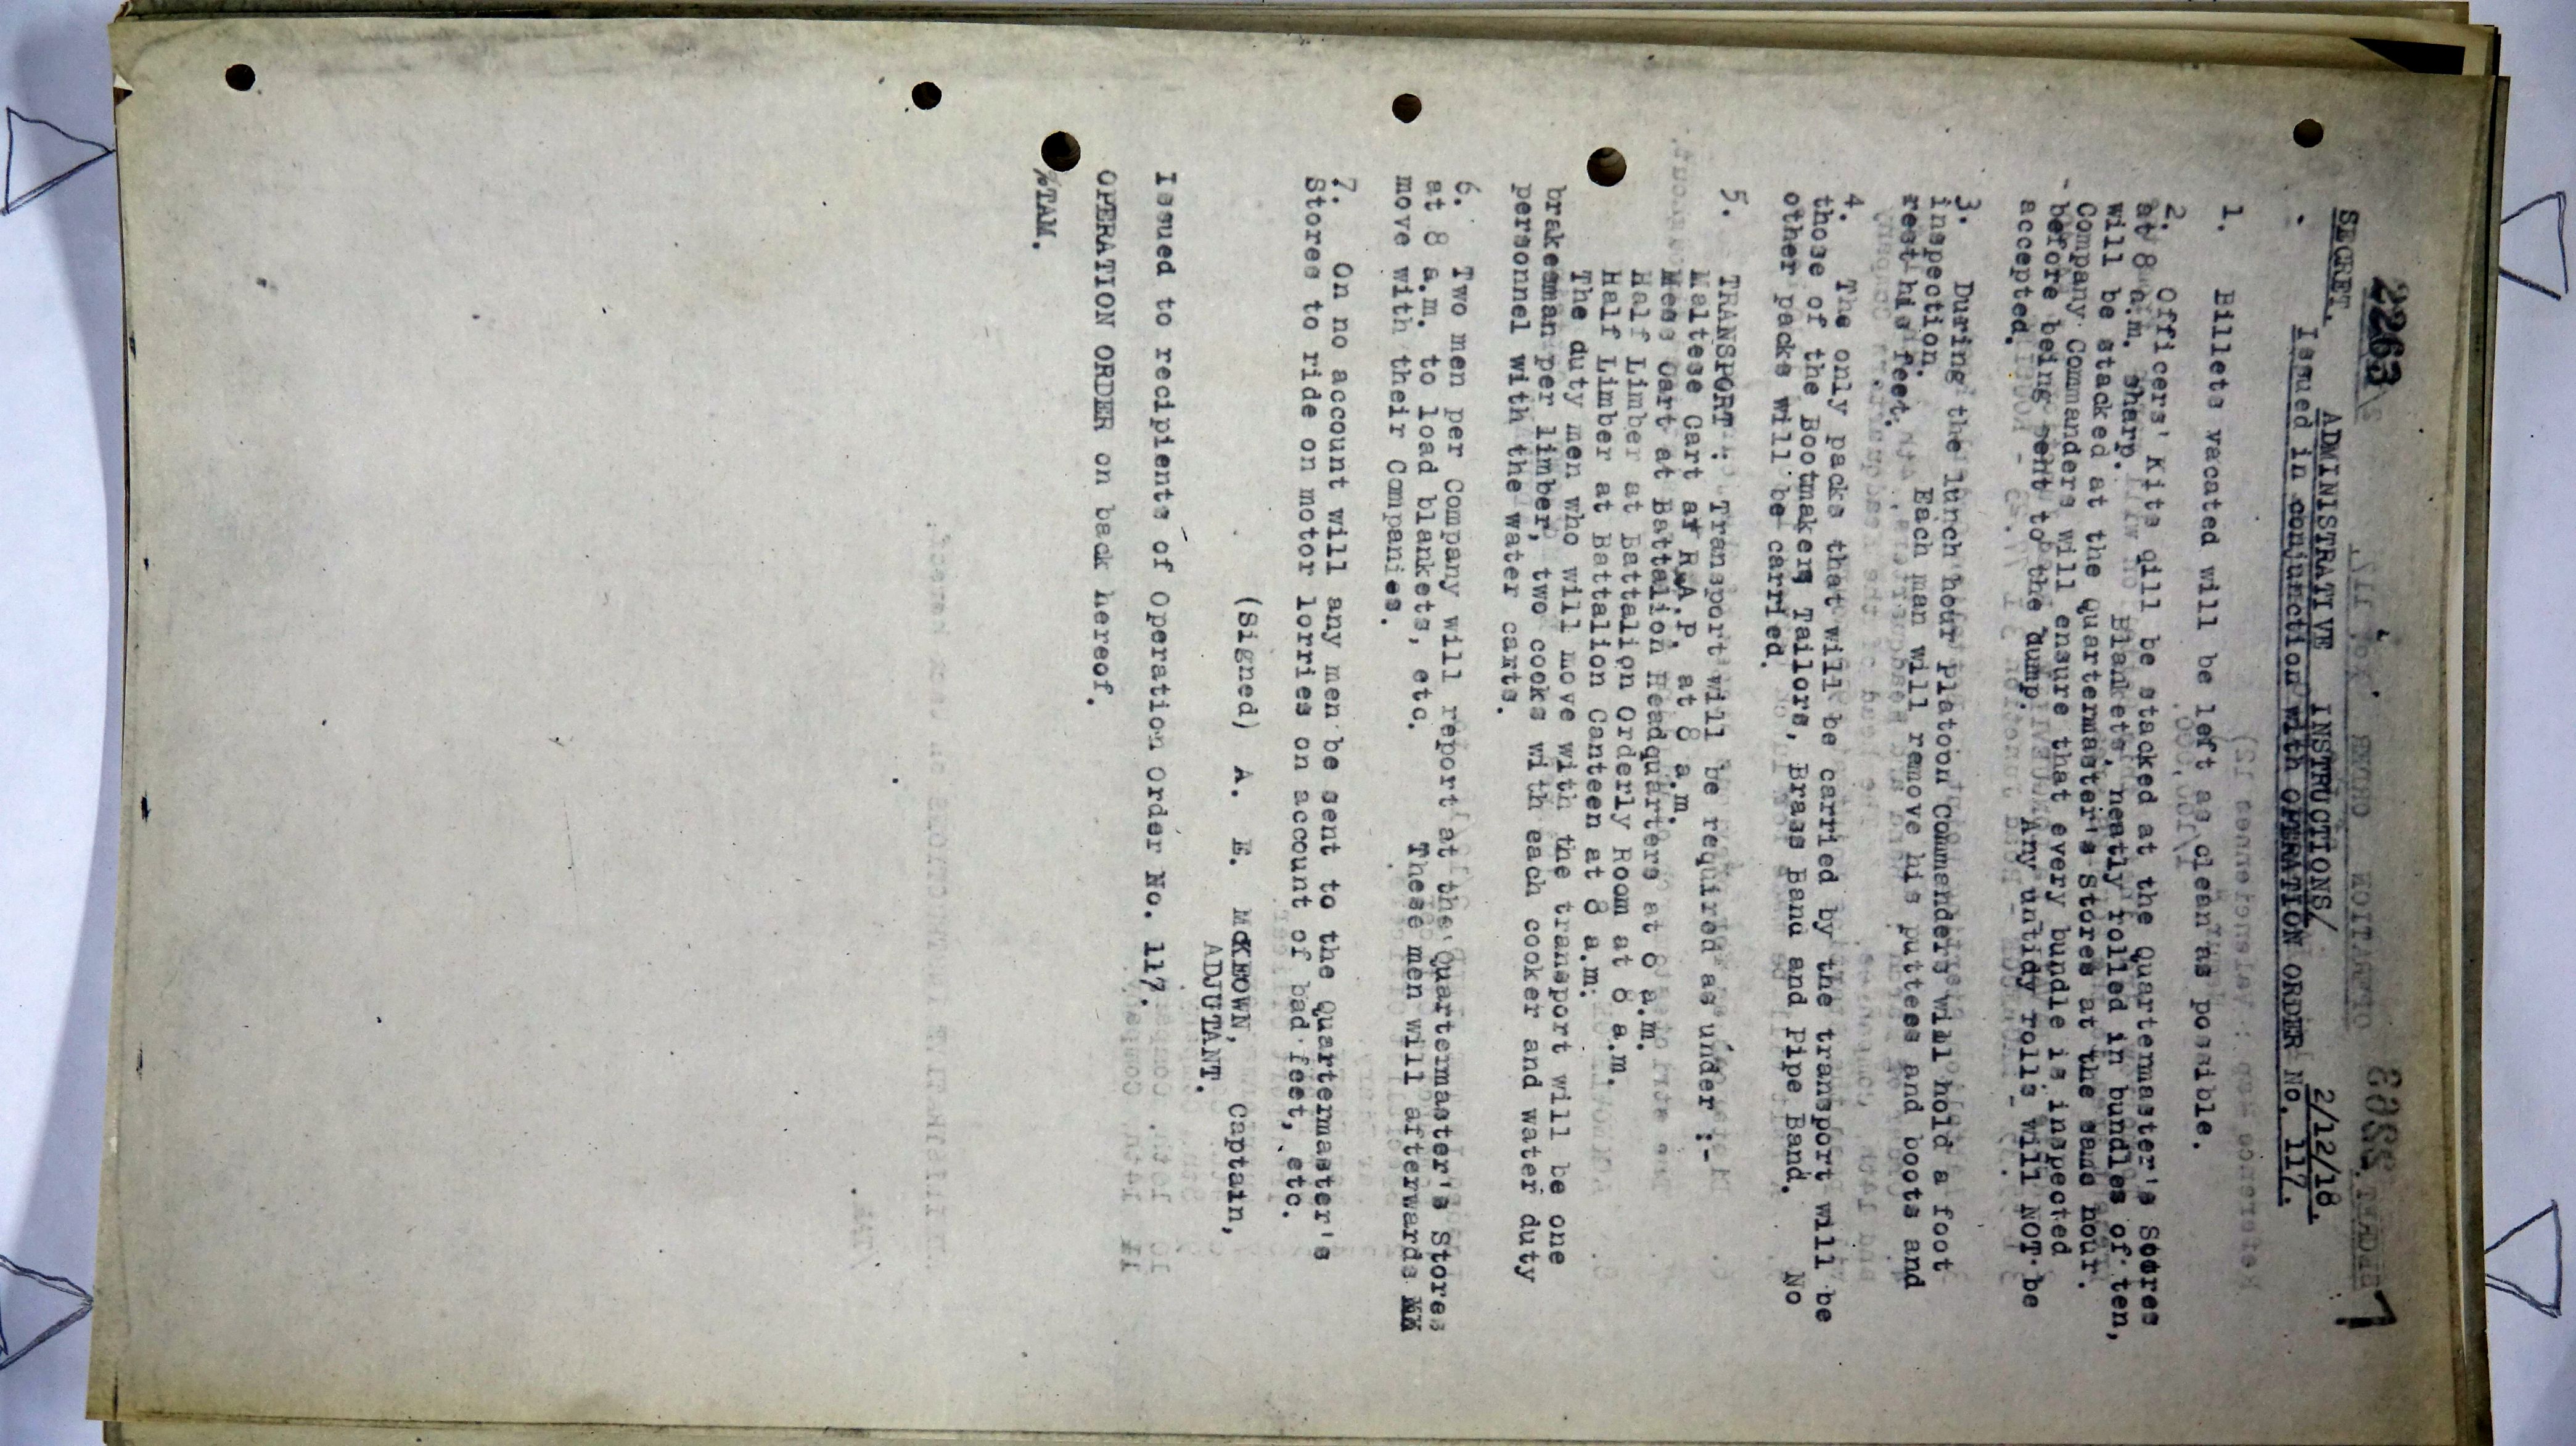 2263
7
SECRET.
ADMINISTRATIVE INSTRUCTIONS/ 2/12/18.
Issued in conjunction with OPERATION ORDER No. 117.
1. Billets vacated will be left as clean as possible.
2. Officers' Kits qill be stacked at the Quartermaster's Stores
at 8 a.m. sharp. Blankets, neatly rolled in bundles of ten,
will be stacked at the Quartermaster's Stores at the same hour.
Company Commanders will ensure that every bundle is inspected
before being sent to the dump. Any untidy rolls will NOT be
accepted.
3. During the lunch hour Platoon Commanders will hold a foot
inspection. Each man will remove his puttees and boots and
rest his feet.
4. The only packs that will be carried by the transport will be
those of the Bootmakers Tailors, Brass Band and Pipe Band. No
other packs will be carried.
5. TRANSPORT: Transport will be required as under :-
Maltese Cart at R.A.P. at 8 a.m.
Mess Cart at Battalion Headquarters at 8 a.m.
Half Limber at Battalion Orderly Room at 8 a.m.
Half Limber at Battalion Canteen at 8 a.m.
The duty men who will move with the transport will be one
brakesman per limber, two cooks with each cooker and water duty
personnel with the water carts.
6. Two men per Company will report at the Quartermaster's Stores
at 8 a.m. to load blankets, etc. These men will afterwards
move with their Companies.
7. On no account will any men be sent to the Quartermaster's
Stores to ride on motor lorries on account of bad feet, etc.
(Signed) A. E. McKEOWN, Captain,
ADJUTANT.
Issued to recipients of Operation Order No. 117.
OPERATION ORDER on back hereof.
/TAM.